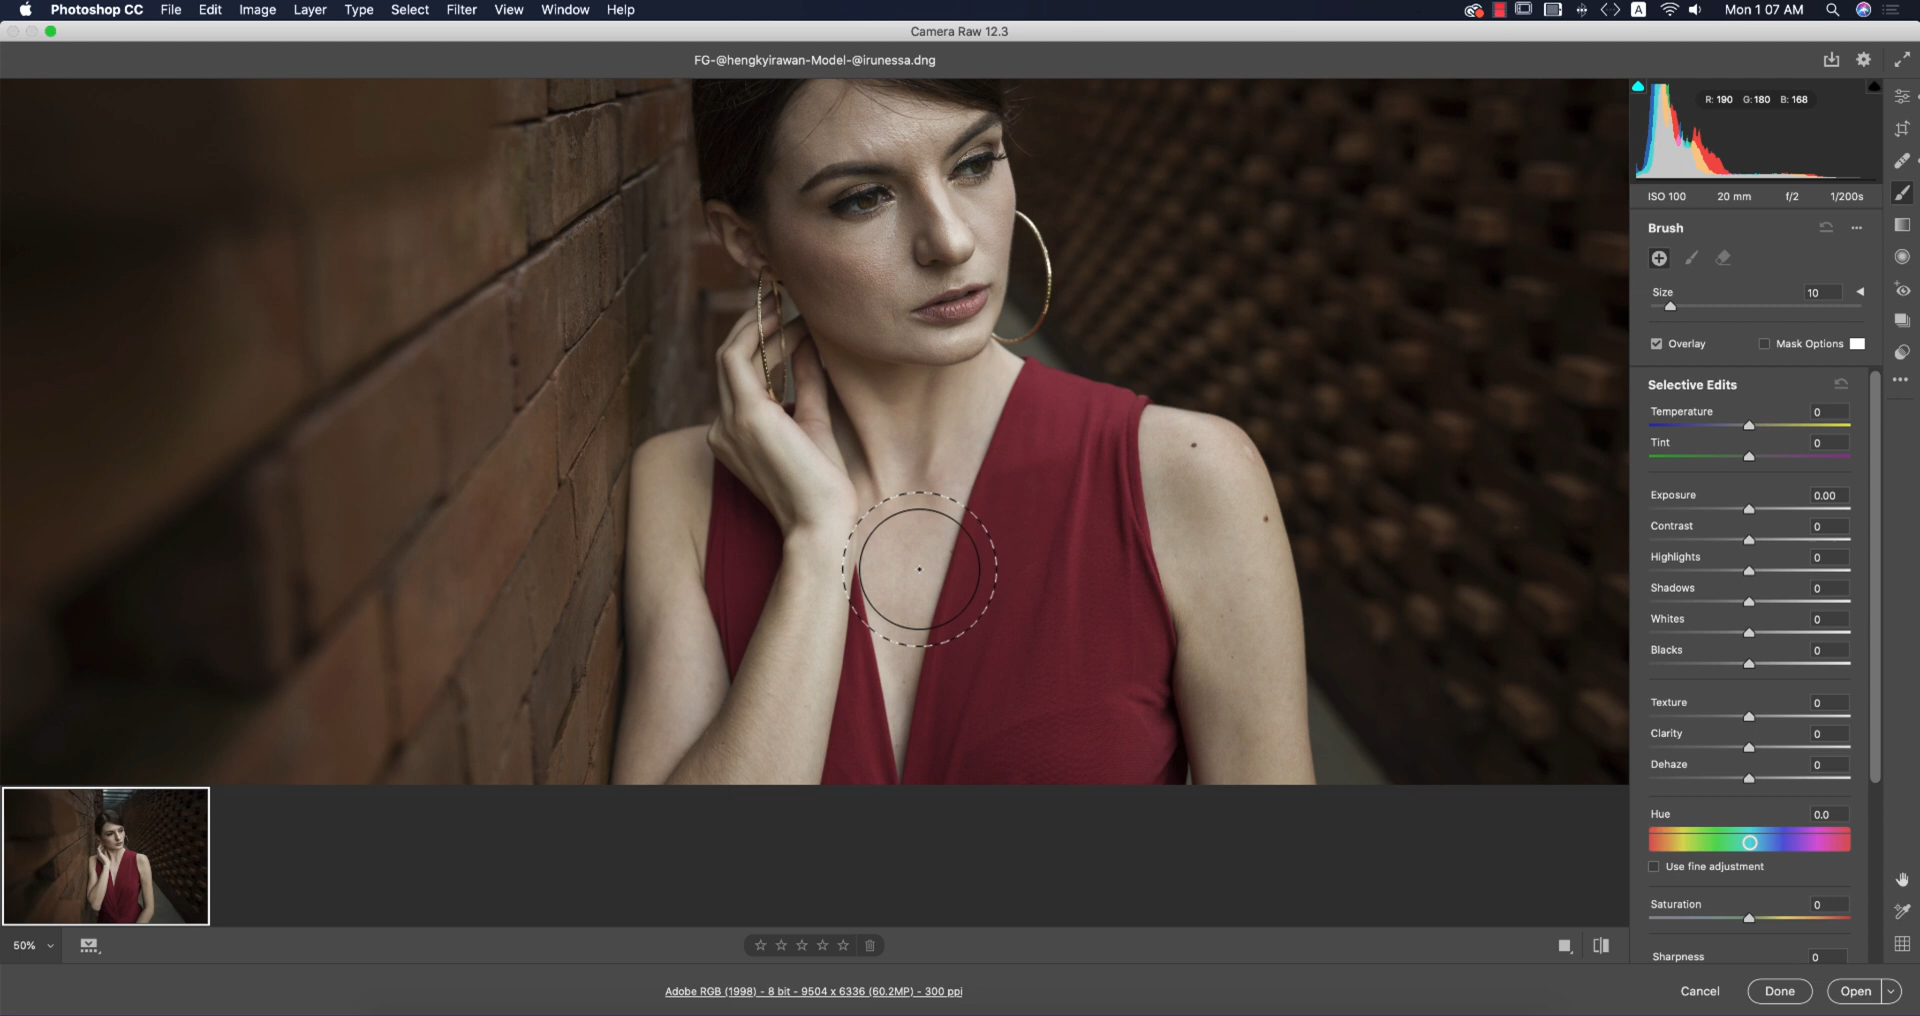 Photoshop CC File Edit Image Layer Type Select Filter View Window Help A Mon 1 07 AM
Camera Raw 12.3
FG-@hengkyirawan-Model-@irunessa.dng
R: 190 G: 180 B: 168
ISO 100 20 mm f/2 1/200s
Brush
Size 10
Overlay Mask Options
Selective Edits
Temperature 0
Tint 0
Exposure 0.00
Contrast 0
Highlights 0
Shadows 0
Whites 0
Blacks 0
Texture 0
Clarity 0
Dehaze 0
Hue 0.0
Use fine adjustment
Saturation 0
Sharpness 0
50%
Adobe RGB (1998) - 8 bit - 9504 x 6336 (60.2MP) - 300 ppi
Cancel Done Open